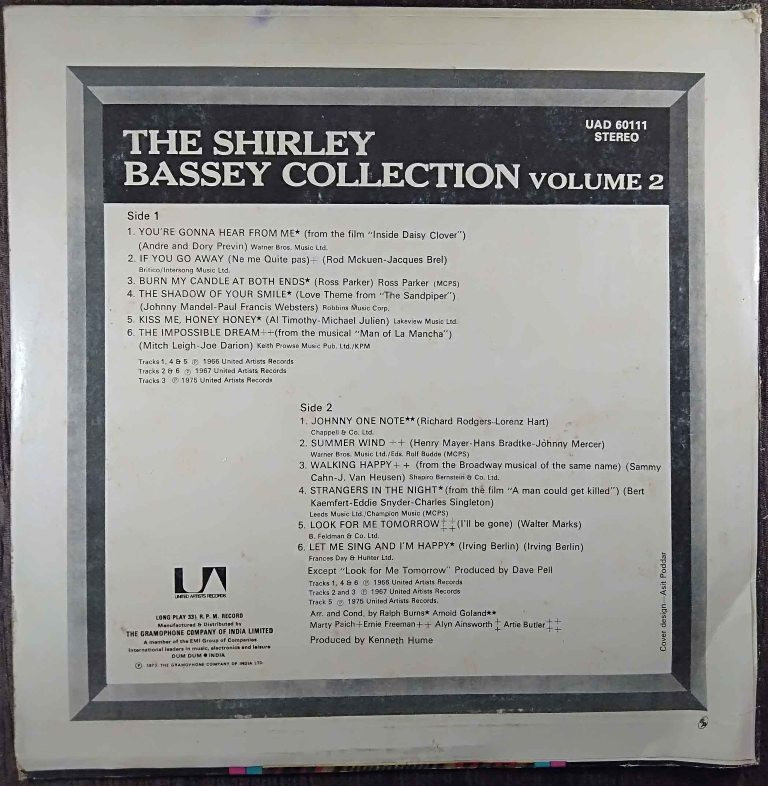 UAD 60111
STEREO
THE SHIRLEY
BASSEY COLLECTION VOLUME 2
Side 1
1. YOU'RE GONNA HEAR FROM ME* (from the film "Inside Daisy Clover")
(Andre and Dory Previn) Warner Bros. Music Ltd.
2. IF YOU GO AWAY (Ne me Quite pas)+ (Rod Mckuen-Jacques Brel)
Britico/Intersong Music Ltd.
3. BURN MY CANDLE AT BOTH ENDS* (Ross Parker) Ross Parker (MCPS)
4. THE SHADOW OF YOUR SMILE* (Love Theme from "The Sandpiper")
(Johnny Mandel-Paul Francis Websters) Robbins Music Corp.
5. KISS ME, HONEY HONEY* (Al Timothy-Michael Julien) Lakeview Music Ltd.
6. THE IMPOSSIBLE DREAM++(from the musical "Man of La Mancha")
(Mitch Leigh-Joe Darion) Keith Prowse Music Pub. Ltd./KPM
Tracks 1, 4 & 5 ℗ 1966 United Artists Records
Tracks 2 & 6 ℗ 1967 United Artists Records
Tracks 3 ℗ 1975 United Artists Records
Side 2
1. JOHNNY ONE NOTE** (Richard Rodgers-Lorenz Hart)
Chappell & Co. Ltd.
2. SUMMER WIND ++ (Henry Mayer-Hans Bradtke-Johnny Mercer)
Warner Bros. Music Ltd./Eds. Rolf Budde (MCPS)
3. WALKING HAPPY++ (from the Broadway musical of the same name) (Sammy
Cahn-J. Van Heusen) Shapiro Bernstein & Co. Ltd.
4. STRANGERS IN THE NIGHT* (from the film "A man could get killed") (Bert
Kaemfert-Eddie Snyder-Charles Singleton)
Leeds Music Ltd./Champion Music (MCPS)
5. LOOK FOR ME TOMORROW‡‡ (I'll be gone) (Walter Marks)
B. Feldman & Co. Ltd.
6. LET ME SING AND I'M HAPPY* (Irving Berlin) (Irving Berlin)
Frances Day & Hunter Ltd.
Except "Look for Me Tomorrow" Produced by Dave Pell
Tracks 1, 4 & 6 ℗ 1966 United Artists Records
Tracks 2 and 3 ℗ 1967 United Artists Records
Track 5 ℗ 1975 United Artists Records.
Arr. and Cond. by Ralph Burns* Arnold Goland**
Marty Paich+ Ernie Freeman++ Alyn Ainsworth‡ Artie Butler‡‡
Produced by Kenneth Hume
Cover design - Asit Poddar
UA
UNITED ARTISTS RECORDS
LONG PLAY 33⅓ R.P.M. RECORD
Manufactured & Distributed by
THE GRAMOPHONE COMPANY OF INDIA LIMITED
A member of the EMI Group of Companies
International leaders in music, electronics and leisure
DUM DUM ● INDIA
℗ 1977, THE GRAMOPHONE COMPANY OF INDIA LTD.